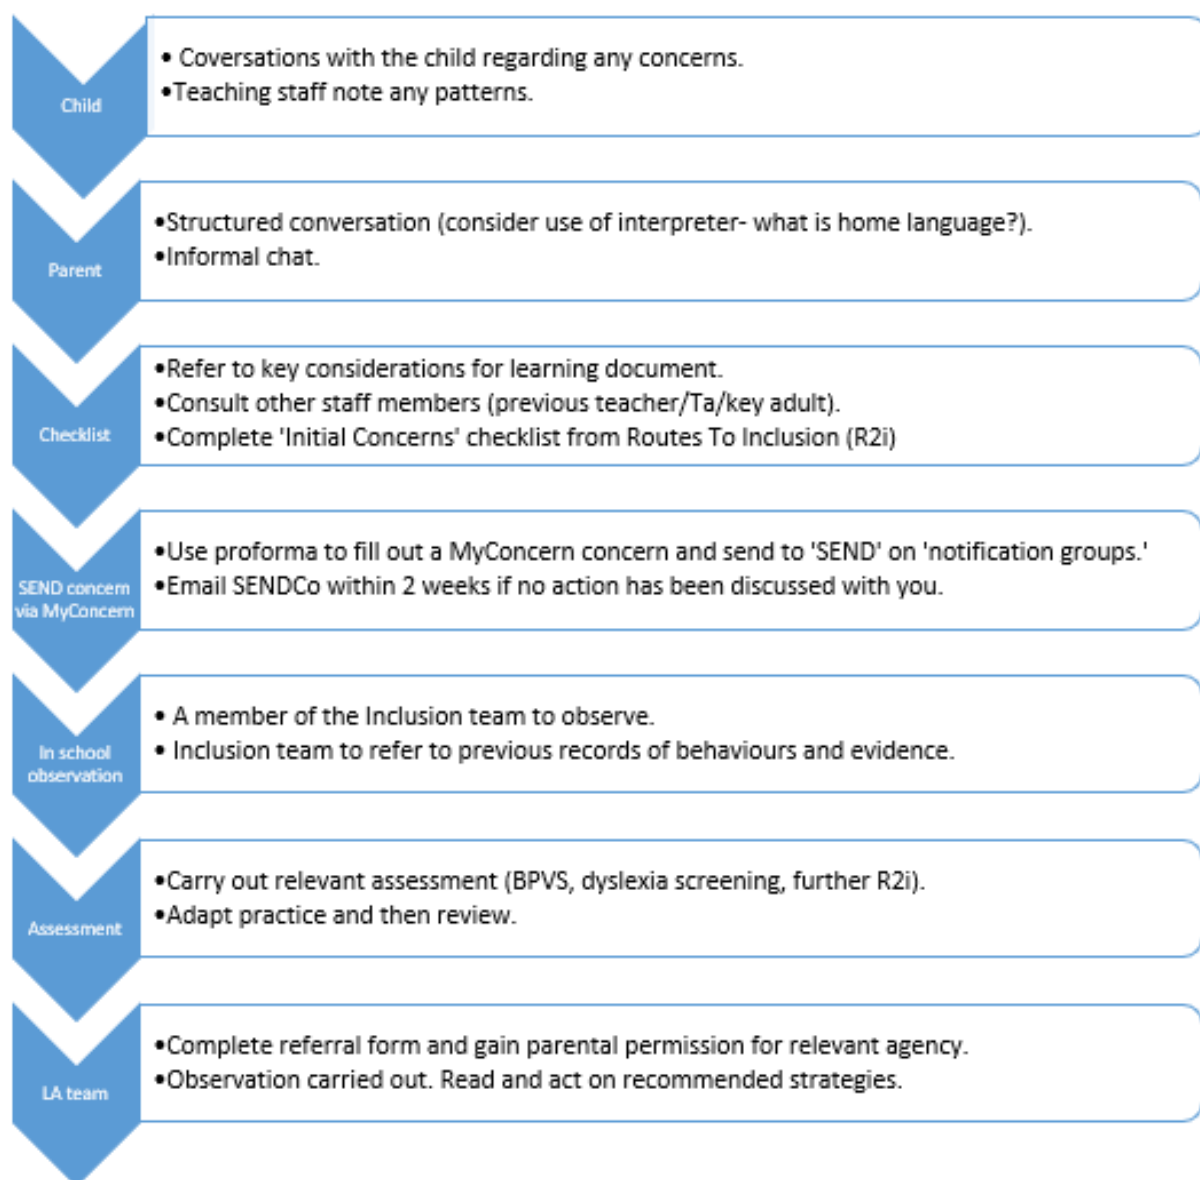 Child
• Coversations with the child regarding any concerns.
•Teaching staff note any patterns.
Parent
•Structured conversation (consider use of interpreter- what is home language?).
•Informal chat.
Checklist
•Refer to key considerations for learning document.
•Consult other staff members (previous teacher/Ta/key adult).
•Complete 'Initial Concerns' checklist from Routes To Inclusion (R2i)
SEND concern
via MyConcern
•Use proforma to fill out a MyConcern concern and send to 'SEND' on 'notification groups.'
•Email SENDCo within 2 weeks if no action has been discussed with you.
In school
observation
• A member of the Inclusion team to observe.
• Inclusion team to refer to previous records of behaviours and evidence.
Assessment
•Carry out relevant assessment (BPVS, dyslexia screening, further R2i).
•Adapt practice and then review.
LA team
•Complete referral form and gain parental permission for relevant agency.
•Observation carried out. Read and act on recommended strategies.